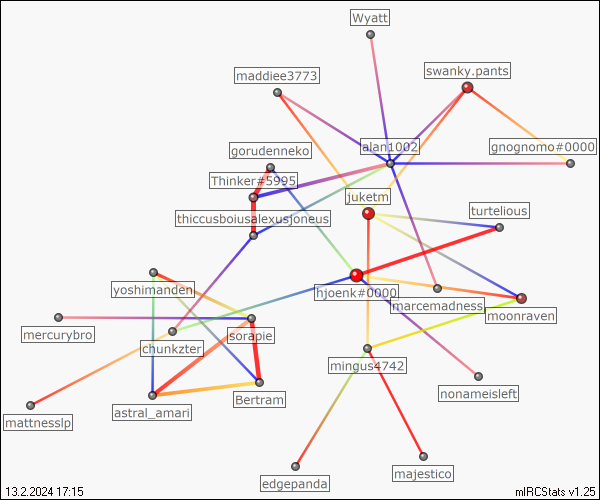 Wyatt
maddiee3773
swanky.pants
alan1002
gognomo#0000
gorudenneko
Thinker#5995
juketm
thiccusboiusalexusjoneus
turtelious
yoshimanden
hjoenk#0000
marcemadness
moonraven
mercurybro
chunkzter
sorapie
mingus4742
nonameisleft
mattnesslp
astral_amari
Bertram
edgepanda
majestico
13.2.2024 17:15
mIRCStats v1.25